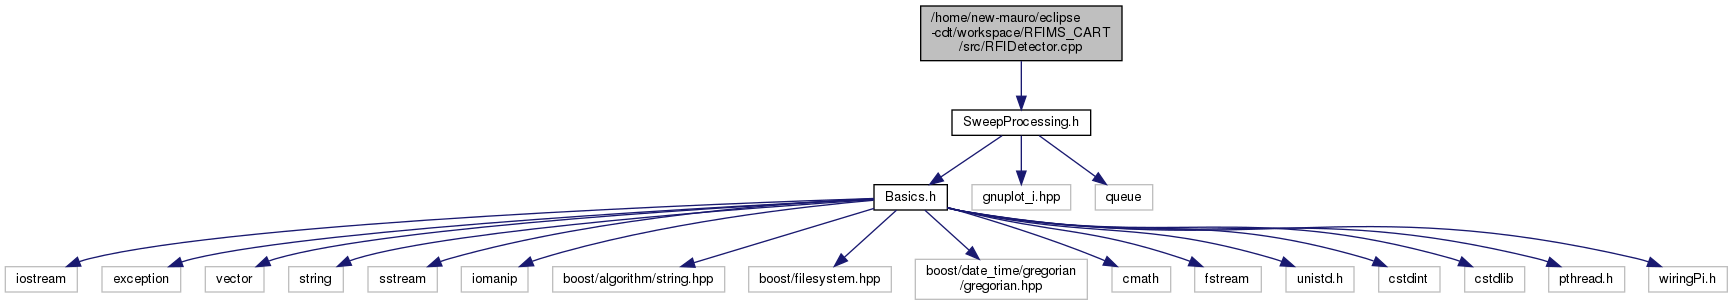 /home/new-mauro/eclipse
-cdt/workspace/RFIMS_CART
/src/RFIDetector.cpp
SweepProcessing.h
Basics.h
gnuplot_i.hpp
queue
iostream
exception
vector
string
sstream
iomanip
boost/algorithm/string.hpp
boost/filesystem.hpp
boost/date_time/gregorian
/gregorian.hpp
cmath
fstream
unistd.h
cstdint
cstdlib
pthread.h
wiringPi.h